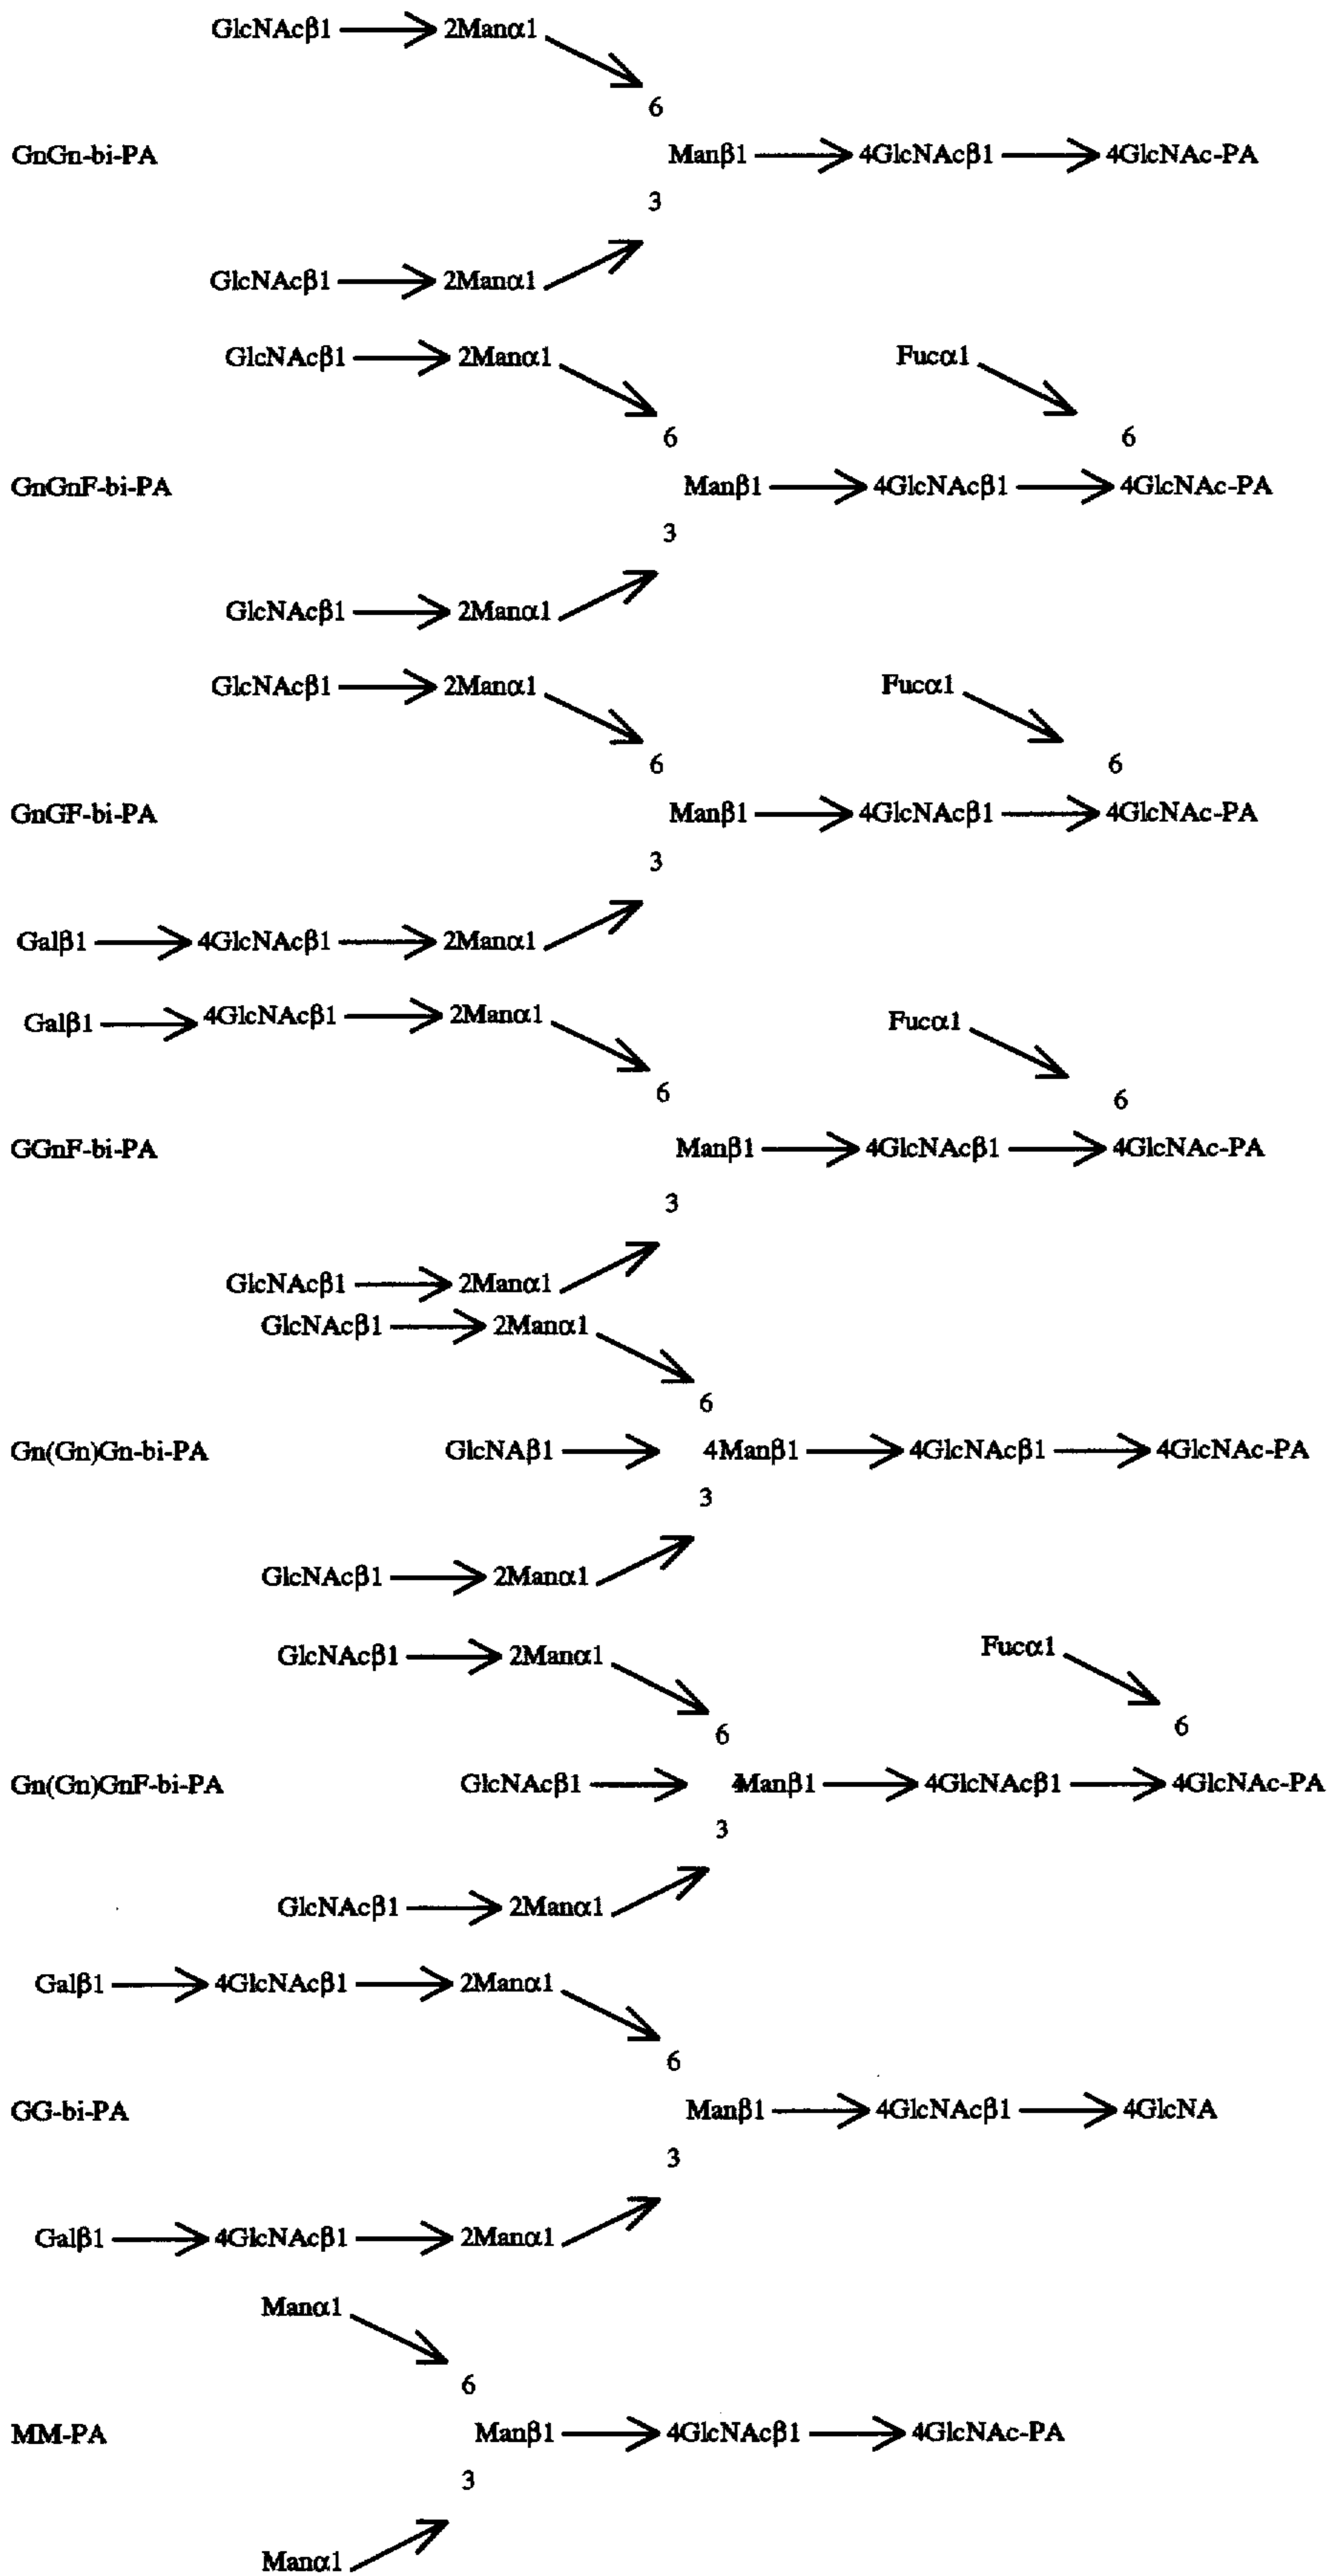 GlcNAcβ1 2Manα1
6
GnGn-bi-PA Manβ1 4GlcNAcβ1 4GlcNAc-PA
3
GlcNAcβ1 2Manα1
GlcNAcβ1 2Manα1 Fucα1
6 6
GnGnF-bi-PA Manβ1 4GlcNAcβ1 4GlcNAc-PA
3
GlcNAcβ1 2Manα1
GlcNAcβ1 2Manα1 Fucα1
6 6
GnGF-bi-PA Manβ1 4GlcNAcβ1 4GlcNAc-PA
3
Galβ1 4GlcNAcβ1 2Manα1
Galβ1 4GlcNAcβ1 2Manα1 Fucα1
6 6
GGnF-bi-PA Manβ1 4GlcNAcβ1 4GlcNAc-PA
3
GlcNAcβ1 2Manα1
GlcNAcβ1 2Manα1
6
Gn(Gn)Gn-bi-PA GlcNAβ1 4Manβ1 4GlcNAcβ1 4GlcNAc-PA
3
GlcNAcβ1 2Manα1
GlcNAcβ1 2Manα1 Fucα1
6 6
Gn(Gn)GnF-bi-PA GlcNAcβ1 4Manβ1 4GlcNAcβ1 4GlcNAc-PA
3
GlcNAcβ1 2Manα1
Galβ1 4GlcNAcβ1 2Manα1
6
GG-bi-PA Manβ1 4GlcNAcβ1 4GlcNA
3
Galβ1 4GlcNAcβ1 2Manα1
Manα1
6
MM-PA Manβ1 4GlcNAcβ1 4GlcNAc-PA
3
Manα1